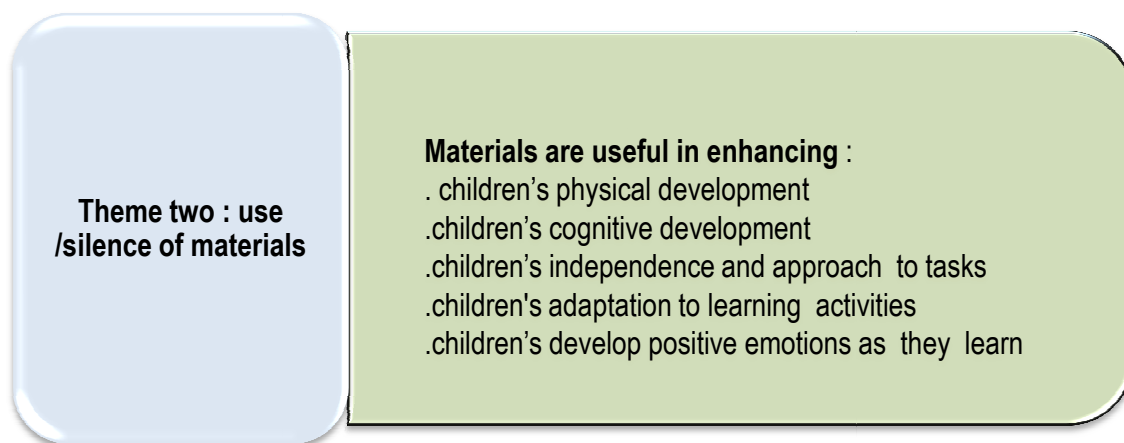 Theme two : use
/silence of materials
Materials are useful in enhancing :
. children’s physical development
.children’s cognitive development
.children’s independence and approach to tasks
.children's adaptation to learning activities
.children’s develop positive emotions as they learn